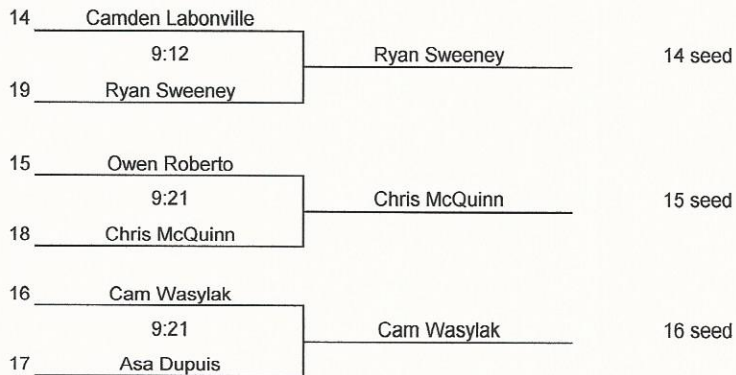 14 Camden Labonville
9:12 Ryan Sweeney 14 seed
19 Ryan Sweeney
15 Owen Roberto
9:21 Chris McQuinn 15 seed
18 Chris McQuinn
16 Cam Wasylak
9:21 Cam Wasylak 16 seed
17 Asa Dupuis